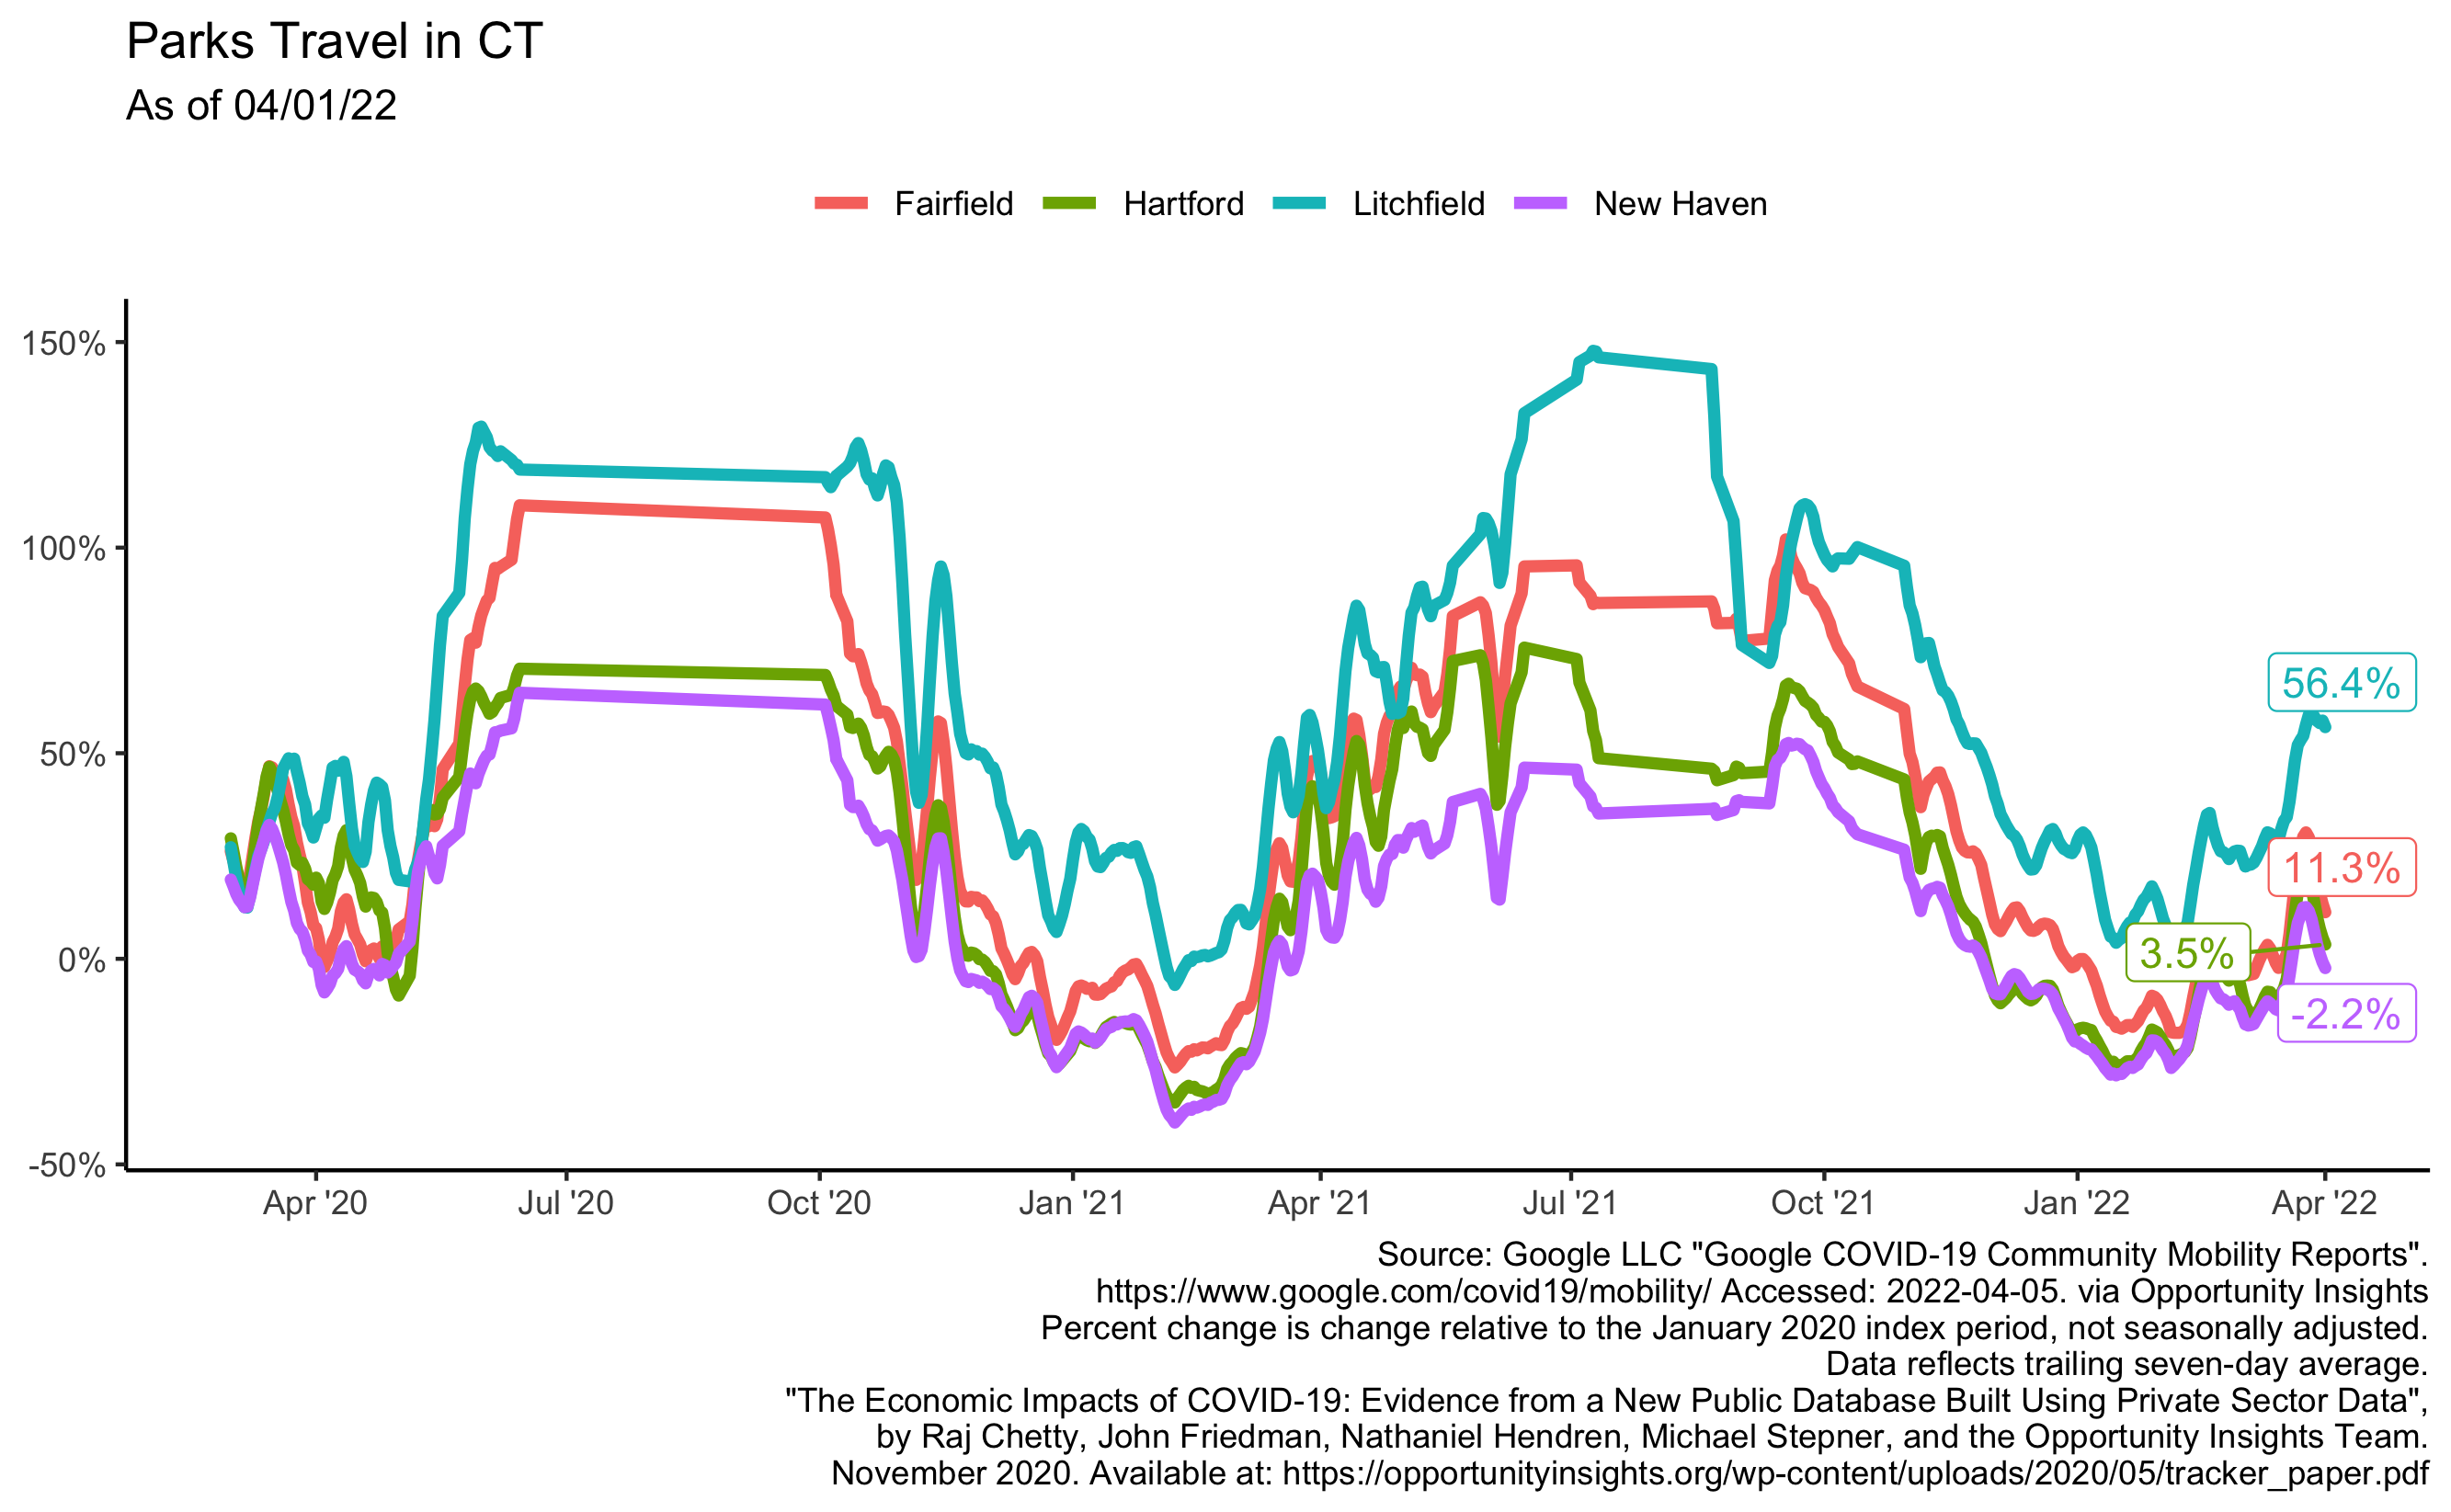 Parks Travel in CT
As of 04/01/22
Fairfield Hartford Litchfield New Haven
150%
100%
50%
0%
-50%
56.4%
11.3%
3.5%
-2.2%
Apr '20 Jul '20 Oct '20 Jan '21 Apr '21 Jul '21 Oct '21 Jan '22 Apr '22
Source: Google LLC "Google COVID-19 Community Mobility Reports".
https://www.google.com/covid19/mobility/ Accessed: 2022-04-05. via Opportunity Insights
Percent change is change relative to the January 2020 index period, not seasonally adjusted.
Data reflects trailing seven-day average.
"The Economic Impacts of COVID-19: Evidence from a New Public Database Built Using Private Sector Data",
by Raj Chetty, John Friedman, Nathaniel Hendren, Michael Stepner, and the Opportunity Insights Team.
November 2020. Available at: https://opportunityinsights.org/wp-content/uploads/2020/05/tracker_paper.pdf